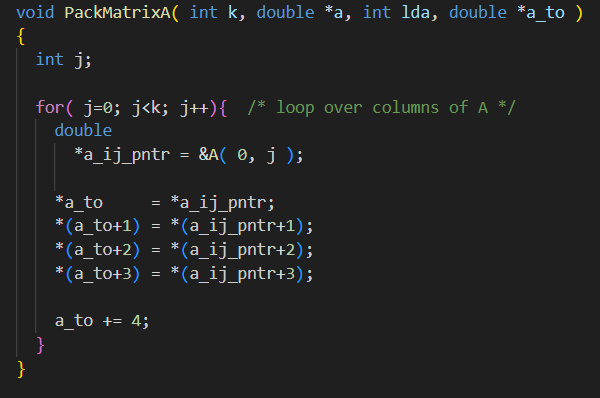 void PackMatrixA( int k, double *a, int lda, double *a_to )
{
  int j;

  for( j=0; j<k; j++){  /* loop over columns of A */
    double
      *a_ij_pntr = &A( 0, j );

    *a_to     = *a_ij_pntr;
    *(a_to+1) = *(a_ij_pntr+1);
    *(a_to+2) = *(a_ij_pntr+2);
    *(a_to+3) = *(a_ij_pntr+3);

    a_to += 4;
  }
}